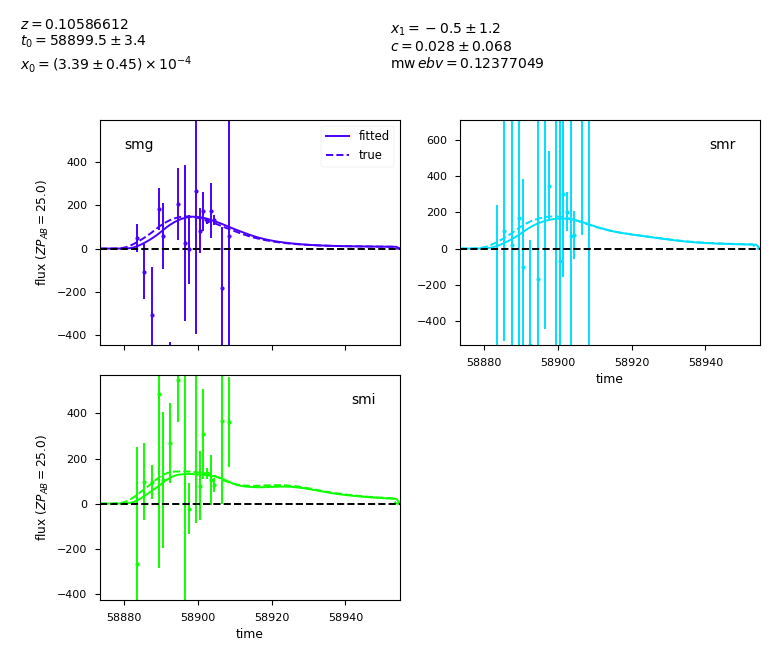 z = 0.10586612
t₀ = 58899.5 ± 3.4
x₀ = (3.39 ± 0.45) × 10⁻⁴
x₁ = −0.5 ± 1.2
c = 0.028 ± 0.068
mw ebv = 0.12377049
smg
fitted
true
400
200
0
−200
−400
flux (ZP_AB = 25.0)
smr
600
400
200
0
−200
−400
58880 58900 58920 58940
time
smi
400
200
0
−200
−400
flux (ZP_AB = 25.0)
58880 58900 58920 58940
time